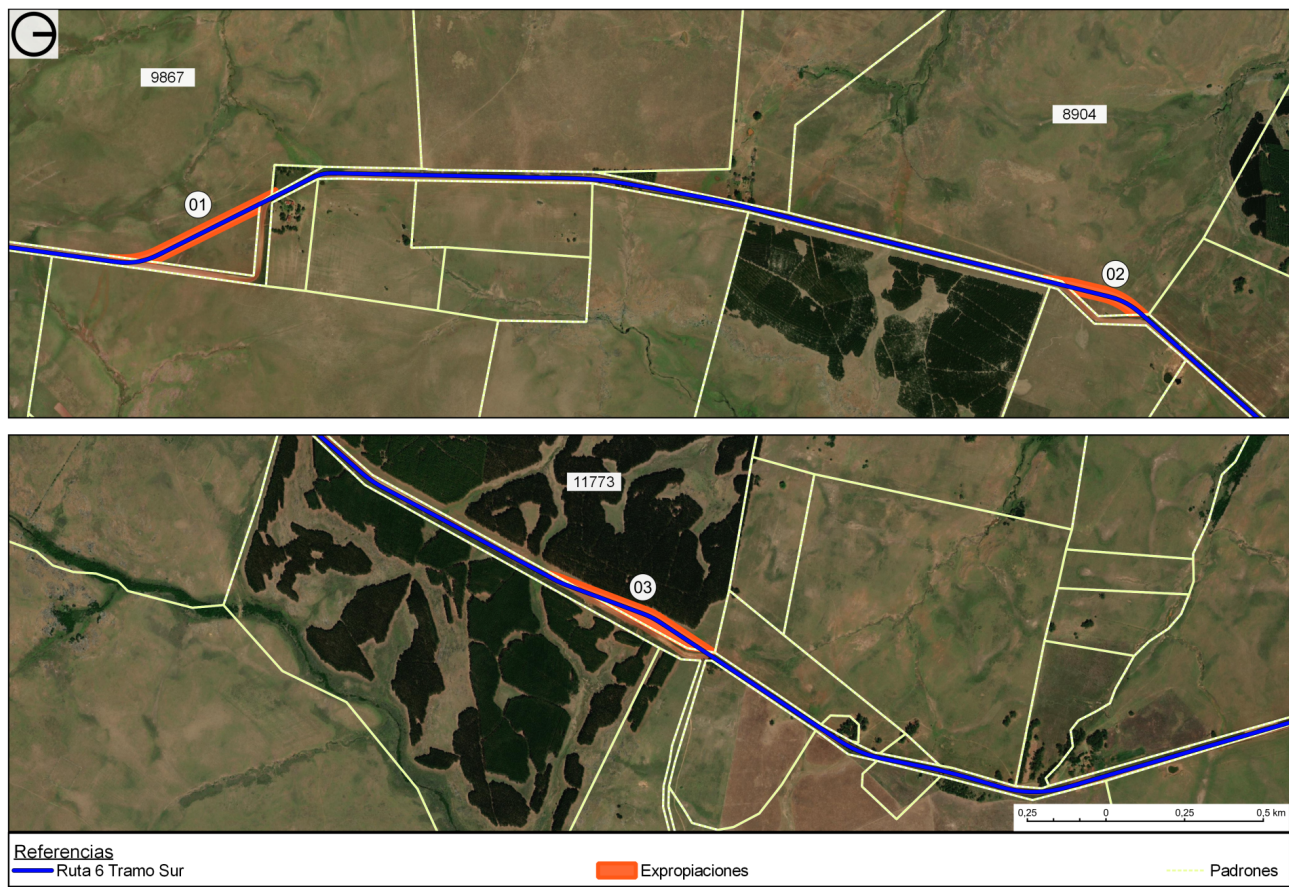 9867
8904
01
02
11773
03
0,25 0 0,25 0,5 km
Referencias
Ruta 6 Tramo Sur Expropiaciones Padrones